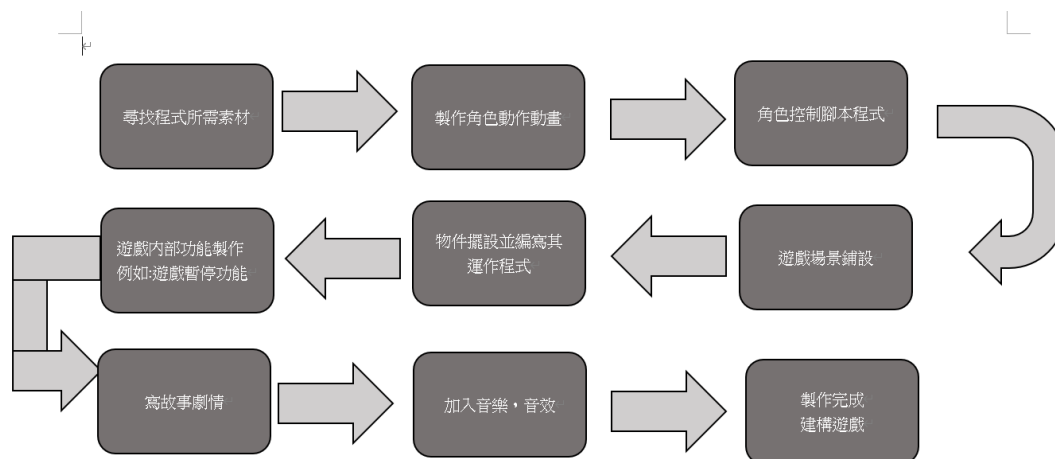 尋找程式所需素材
製作角色動作動畫
角色控制腳本程式
遊戲場景鋪設
物件擺設並編寫其
運作程式
遊戲內部功能製作
例如:遊戲暫停功能
寫故事劇情
加入音樂，音效
製作完成
建構遊戲